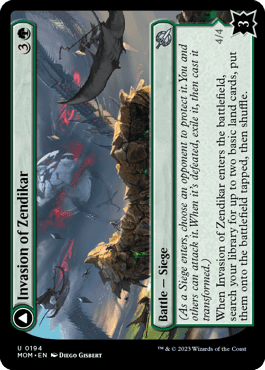 Invasion of Zendikar
3
Battle — Siege
(As a Siege enters, choose an opponent to protect it. You and
others can attack it. When it's defeated, exile it, then cast it
transformed.)
When Invasion of Zendikar enters the battlefield,
search your library for up to two basic land cards, put
them onto the battlefield tapped, then shuffle.
4/4
3
U 0194
MOM • EN DIEGO GISBERT
™ & © 2023 Wizards of the Coast